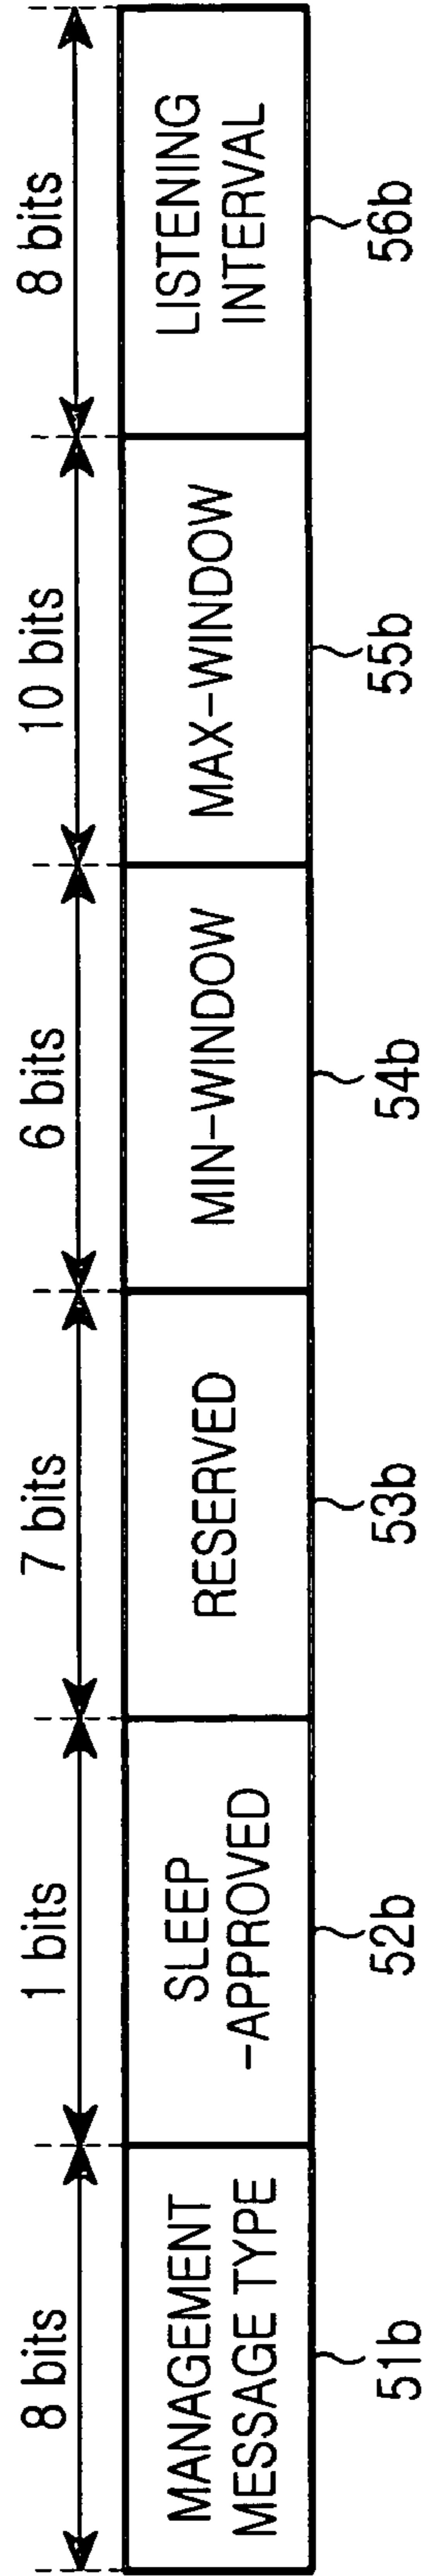 8 bits
1 bits
7 bits
6 bits
10 bits
8 bits
MANAGEMENT
MESSAGE TYPE
SLEEP
-APPROVED
RESERVED
MIN-WINDOW
MAX-WINDOW
LISTENING
INTERVAL
51b
52b
53b
54b
55b
56b